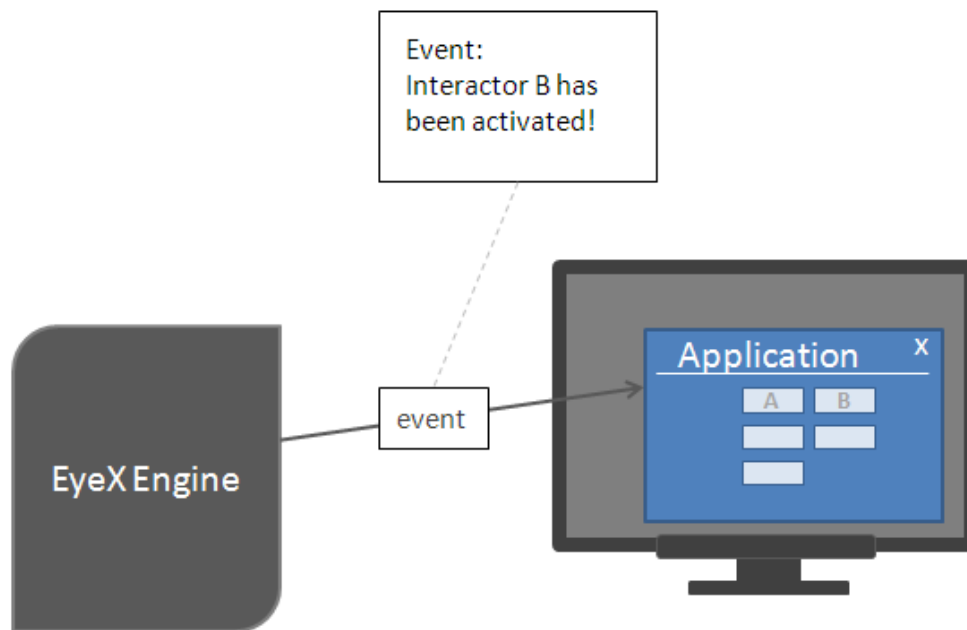 Event:
Interactor B has
been activated!
Application
X
A
B
event
EyeX Engine